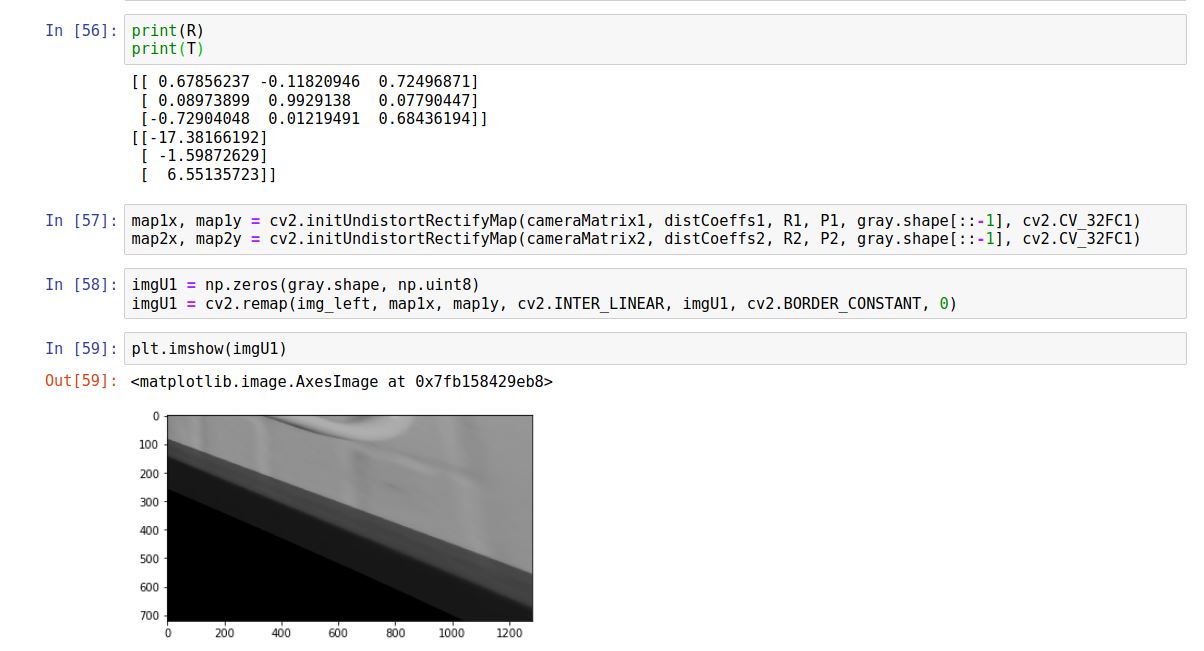 In [56]: print(R)
print(T)
[[ 0.67856237 -0.11820946  0.72496871]
 [ 0.08973899  0.9929138   0.07790447]
 [-0.72904048  0.01219491  0.68436194]]
[[-17.38166192]
 [ -1.59872629]
 [  6.55135723]]
In [57]: map1x, map1y = cv2.initUndistortRectifyMap(cameraMatrix1, distCoeffs1, R1, P1, gray.shape[::-1], cv2.CV_32FC1)
map2x, map2y = cv2.initUndistortRectifyMap(cameraMatrix2, distCoeffs2, R2, P2, gray.shape[::-1], cv2.CV_32FC1)
In [58]: imgU1 = np.zeros(gray.shape, np.uint8)
imgU1 = cv2.remap(img_left, map1x, map1y, cv2.INTER_LINEAR, imgU1, cv2.BORDER_CONSTANT, 0)
In [59]: plt.imshow(imgU1)
Out[59]: <matplotlib.image.AxesImage at 0x7fb158429eb8>
0
100
200
300
400
500
600
700
0 200 400 600 800 1000 1200